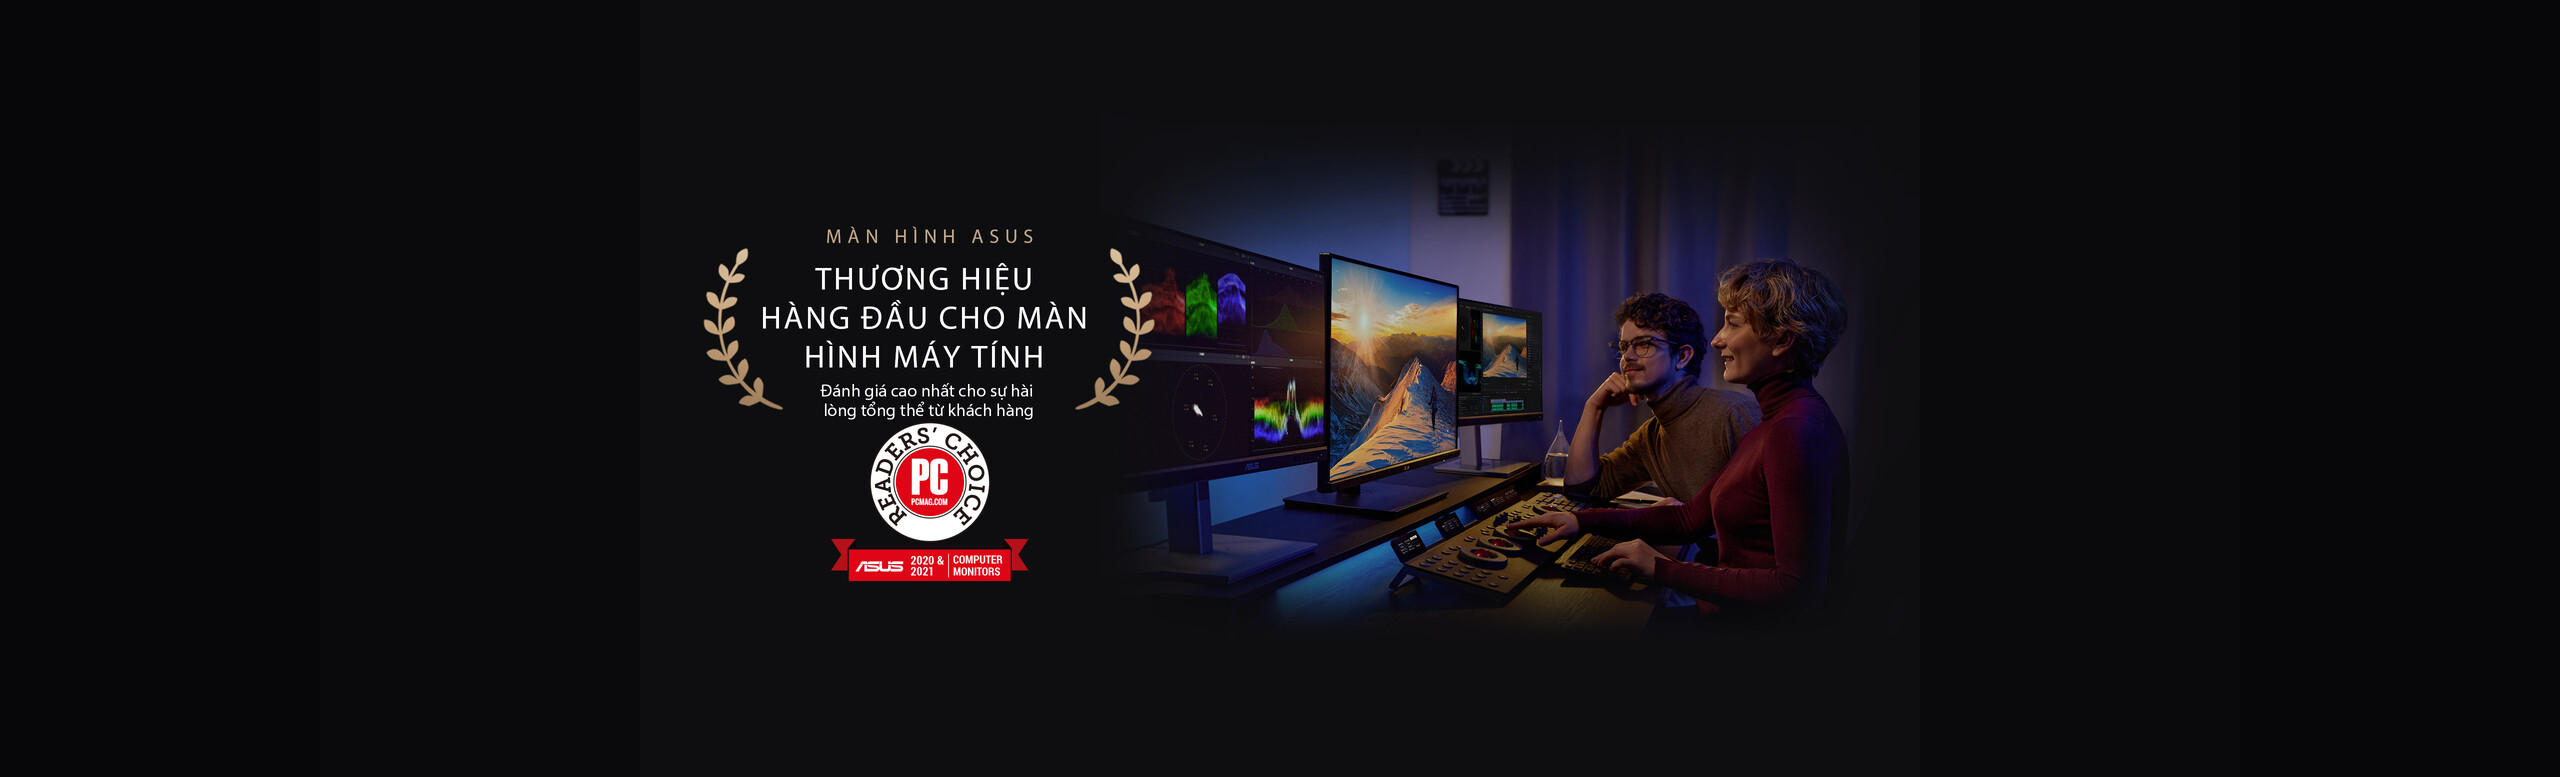 MÀN HÌNH ASUS
THƯƠNG HIỆU
HÀNG ĐẦU CHO MÀN
HÌNH MÁY TÍNH
Đánh giá cao nhất cho sự hài
lòng tổng thể từ khách hàng
READERS' CHOICE
PC
PCMAG.COM
ASUS 2020 & 2021 | COMPUTER MONITORS
ASUS